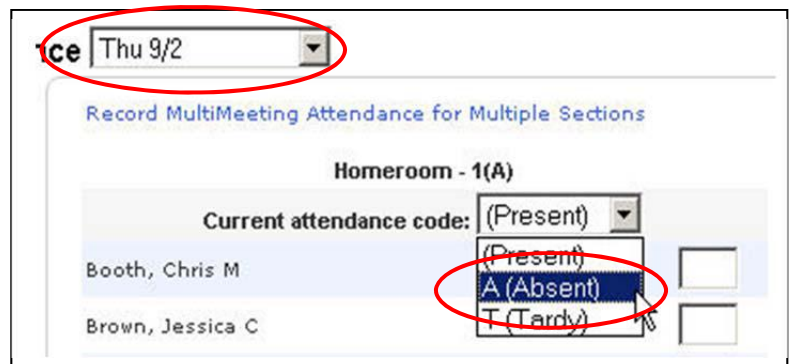 ce Thu 9/2
Record MultiMeeting Attendance for Multiple Sections
Homeroom - 1(A)
Current attendance code: (Present)
(Present)
A (Absent)
T (Tardy)
Booth, Chris M
Brown, Jessica C